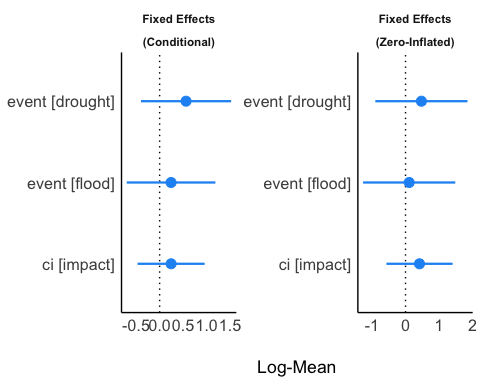 Fixed Effects
(Conditional)
event [drought]
event [flood]
ci [impact]
-0.50.00.51.01.5
Fixed Effects
(Zero-Inflated)
event [drought]
event [flood]
ci [impact]
-1 0 1 2
Log-Mean